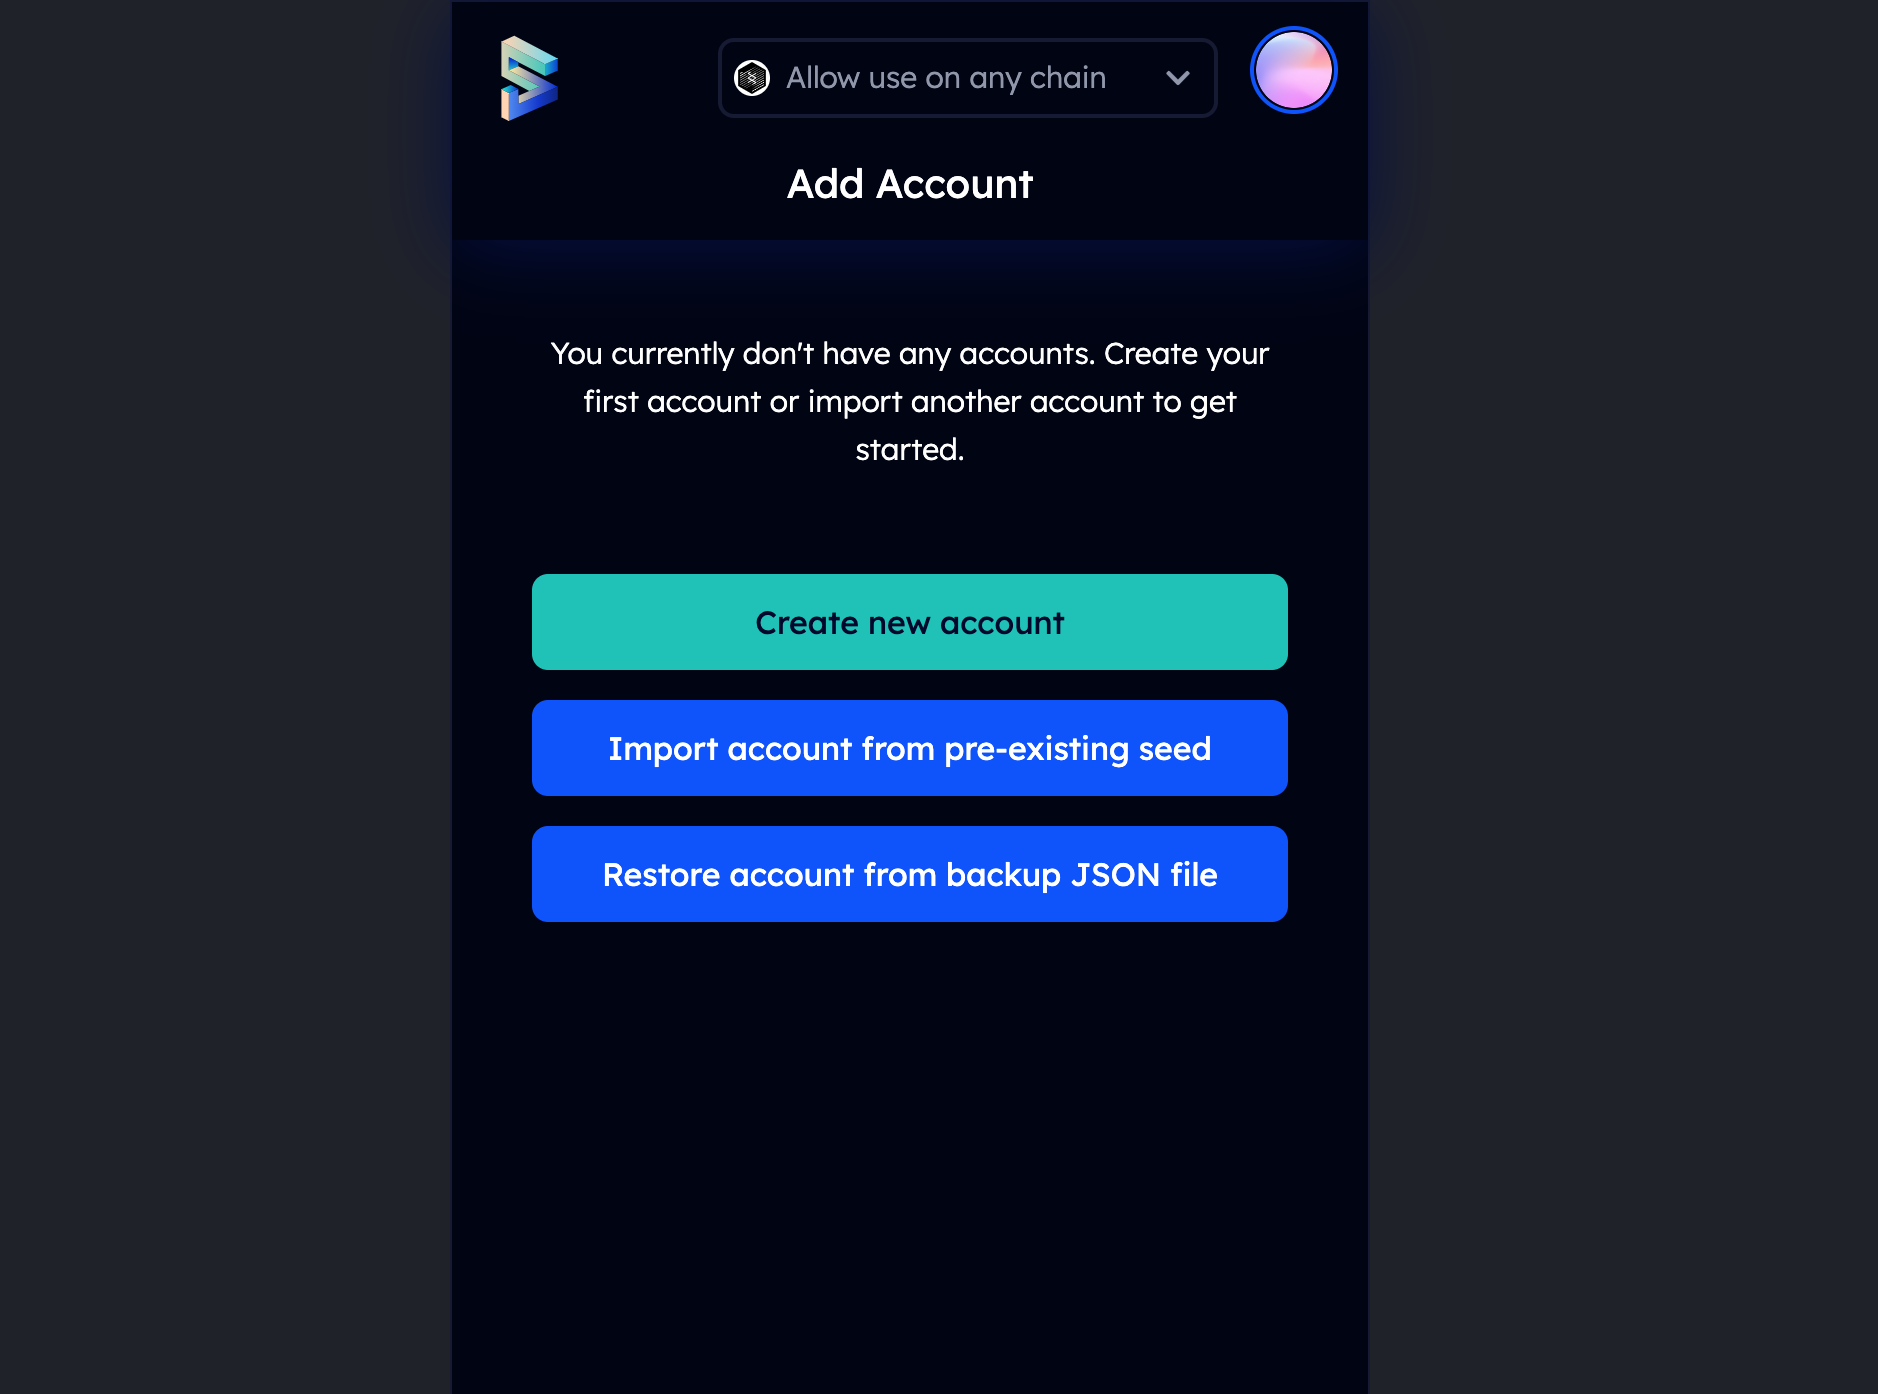 Allow use on any chain
Add Account
You currently don't have any accounts. Create your
first account or import another account to get
started.
Create new account
Import account from pre-existing seed
Restore account from backup JSON file